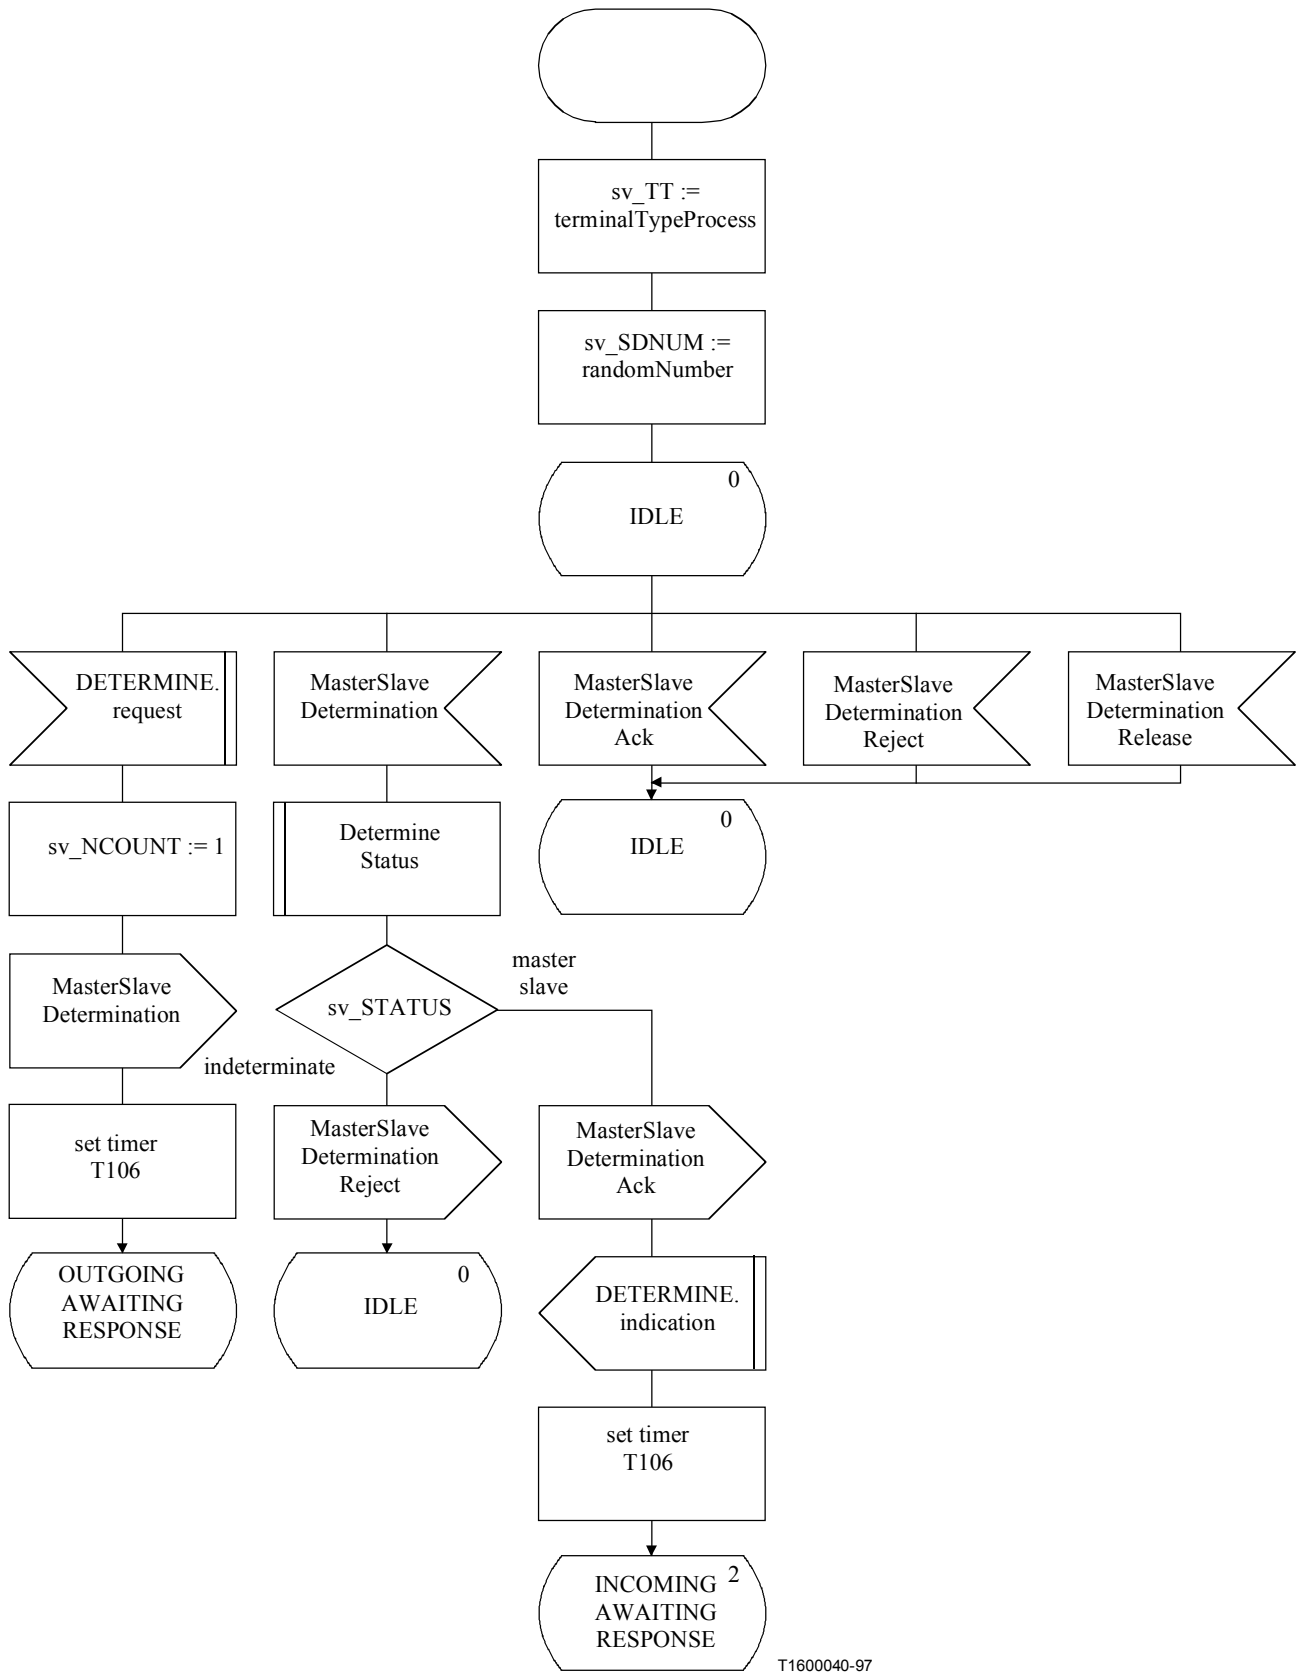 sv_TT :=
terminalTypeProcess
sv_SDNUM :=
randomNumber
0
IDLE
DETERMINE.
request
MasterSlave
Determination
MasterSlave
Determination
Ack
MasterSlave
Determination
Reject
MasterSlave
Determination
Release
sv_NCOUNT := 1
Determine
Status
0
IDLE
MasterSlave
Determination
sv_STATUS
master
slave
indeterminate
set timer
T106
MasterSlave
Determination
Reject
MasterSlave
Determination
Ack
OUTGOING
AWAITING
RESPONSE
0
IDLE
DETERMINE.
indication
set timer
T106
2
INCOMING
AWAITING
RESPONSE
T1600040-97